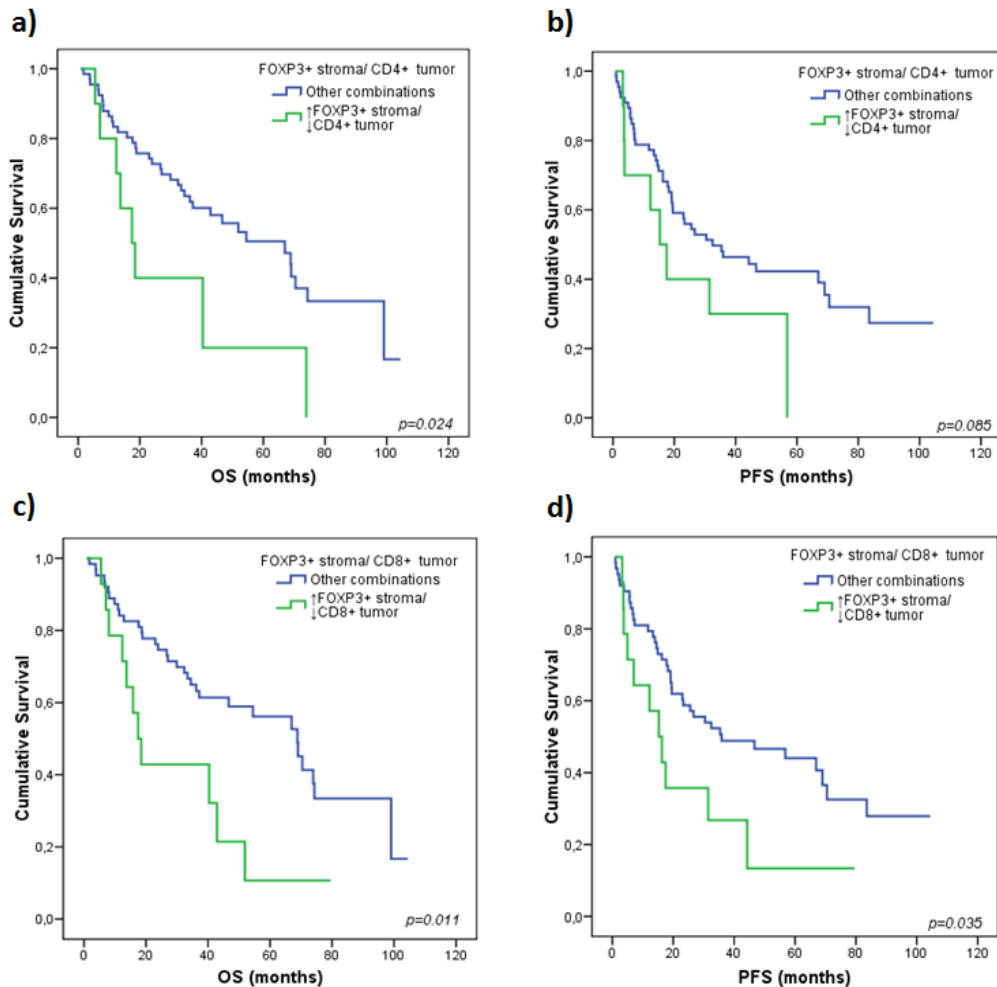 a)
FOXP3+ stroma/ CD4+ tumor
Other combinations
↑FOXP3+ stroma/
↓CD4+ tumor
1,0
0,8
0,6
0,4
0,2
0,0
Cumulative Survival
p=0.024
0 20 40 60 80 100 120
OS (months)
b)
FOXP3+ stroma/ CD4+ tumor
Other combinations
↑FOXP3+ stroma/
↓CD4+ tumor
1,0
0,8
0,6
0,4
0,2
0,0
Cumulative Survival
p=0.085
0 20 40 60 80 100 120
PFS (months)
c)
FOXP3+ stroma/ CD8+ tumor
Other combinations
↑FOXP3+ stroma/
↓CD8+ tumor
1,0
0,8
0,6
0,4
0,2
0,0
Cumulative Survival
p=0.011
0 20 40 60 80 100 120
OS (months)
d)
FOXP3+ stroma/ CD8+ tumor
Other combinations
↑FOXP3+ stroma/
↓CD8+ tumor
1,0
0,8
0,6
0,4
0,2
0,0
Cumulative Survival
p=0.035
0 20 40 60 80 100 120
PFS (months)